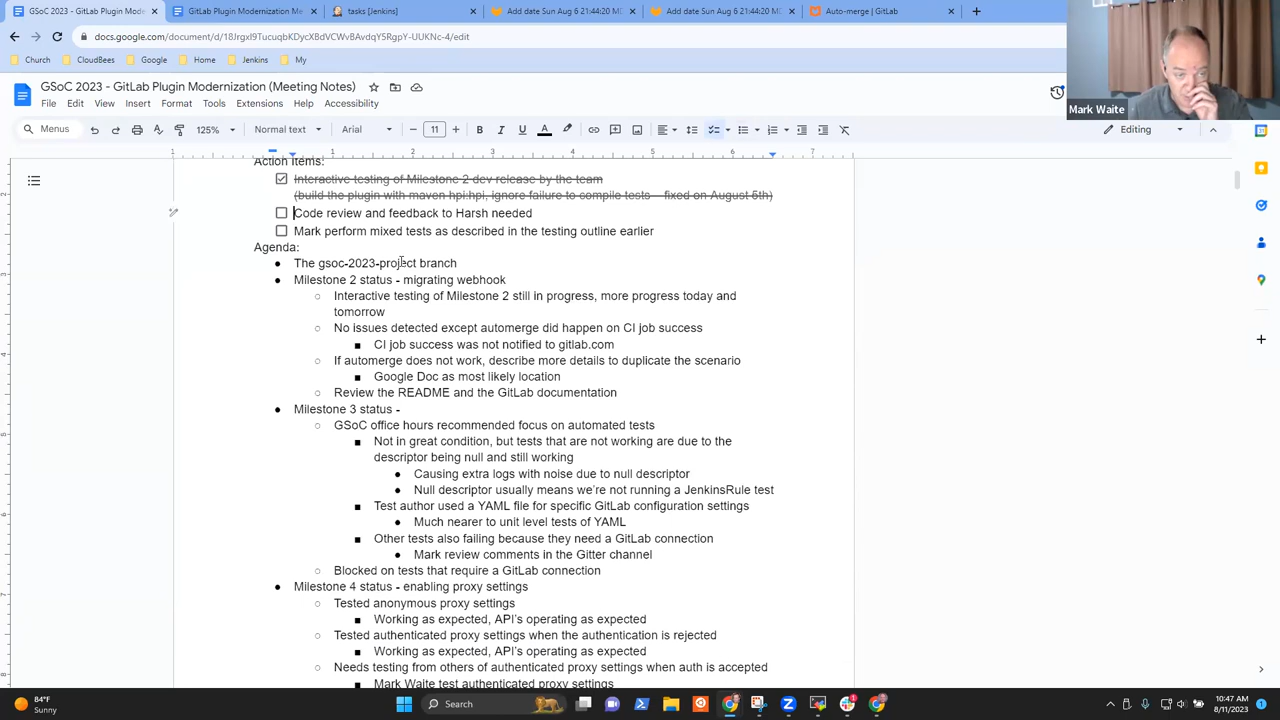 GSoC 2023 - GitLab Plugin Mo
GitLab Plugin Modernization M
tasks [Jenkins]
Add date Sun Aug 6 21:44:20 M
Add date Sun Aug 6 21:44:20 M
Auto-merge | GitLab
Church
CloudBees
Google
Home
Jenkins
My
GSoC 2023 - GitLab Plugin Modernization (Meeting Notes)
File Edit View Insert Format Tools Extensions Help Accessibility
Mark Waite
Menus
125%
Normal text
Arial
11
Editing
Action Items:
Interactive testing of Milestone 2 dev release by the team
(build the plugin with maven hpi:hpi, ignore failure to compile tests – fixed on August 6th)
Code review and feedback to Harsh needed
Mark perform mixed tests as described in the testing outline earlier
Agenda:
The gsoc-2023-project branch
Milestone 2 status - migrating webhook
Interactive testing of Milestone 2 still in progress, more progress today and
tomorrow
No issues detected except automerge did happen on CI job success
CI job success was not notified to gitlab.com
If automerge does not work, describe more details to duplicate the scenario
Google Doc as most likely location
Review the README and the GitLab documentation
Milestone 3 status -
GSoC office hours recommended focus on automated tests
Not in great condition, but tests that are not working are due to the
descriptor being null and still working
Causing extra logs with noise due to null descriptor
Null descriptor usually means we're not running a JenkinsRule test
Test author used a YAML file for specific GitLab configuration settings
Much nearer to unit level tests of YAML
Other tests also failing because they need a GitLab connection
Mark review comments in the Gitter channel
Blocked on tests that require a GitLab connection
Milestone 4 status - enabling proxy settings
Tested anonymous proxy settings
Working as expected, API's operating as expected
Tested authenticated proxy settings when the authentication is rejected
Working as expected, API's operating as expected
Needs testing from others of authenticated proxy settings when auth is accepted
Mark Waite test authenticated proxy settings
84°F
Sunny
Search
10:47 AM
8/11/2023